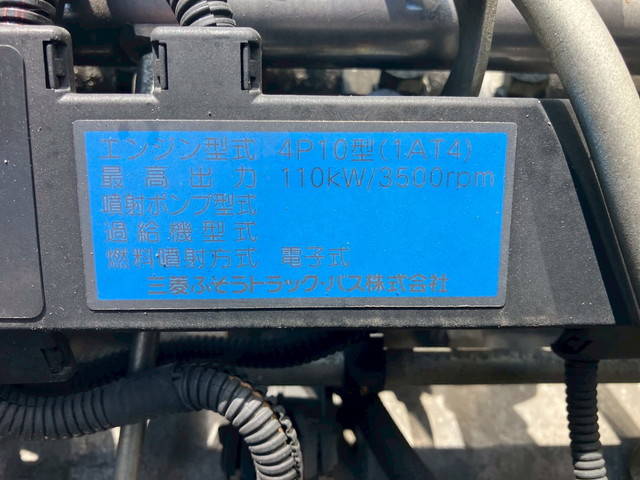 エンジン型式 4P10型(1AT4)
最高出力 110kW/3500rpm
噴射ポンプ型式
過給機型式
燃料噴射方式 電子式
三菱ふそうトラック・バス株式会社